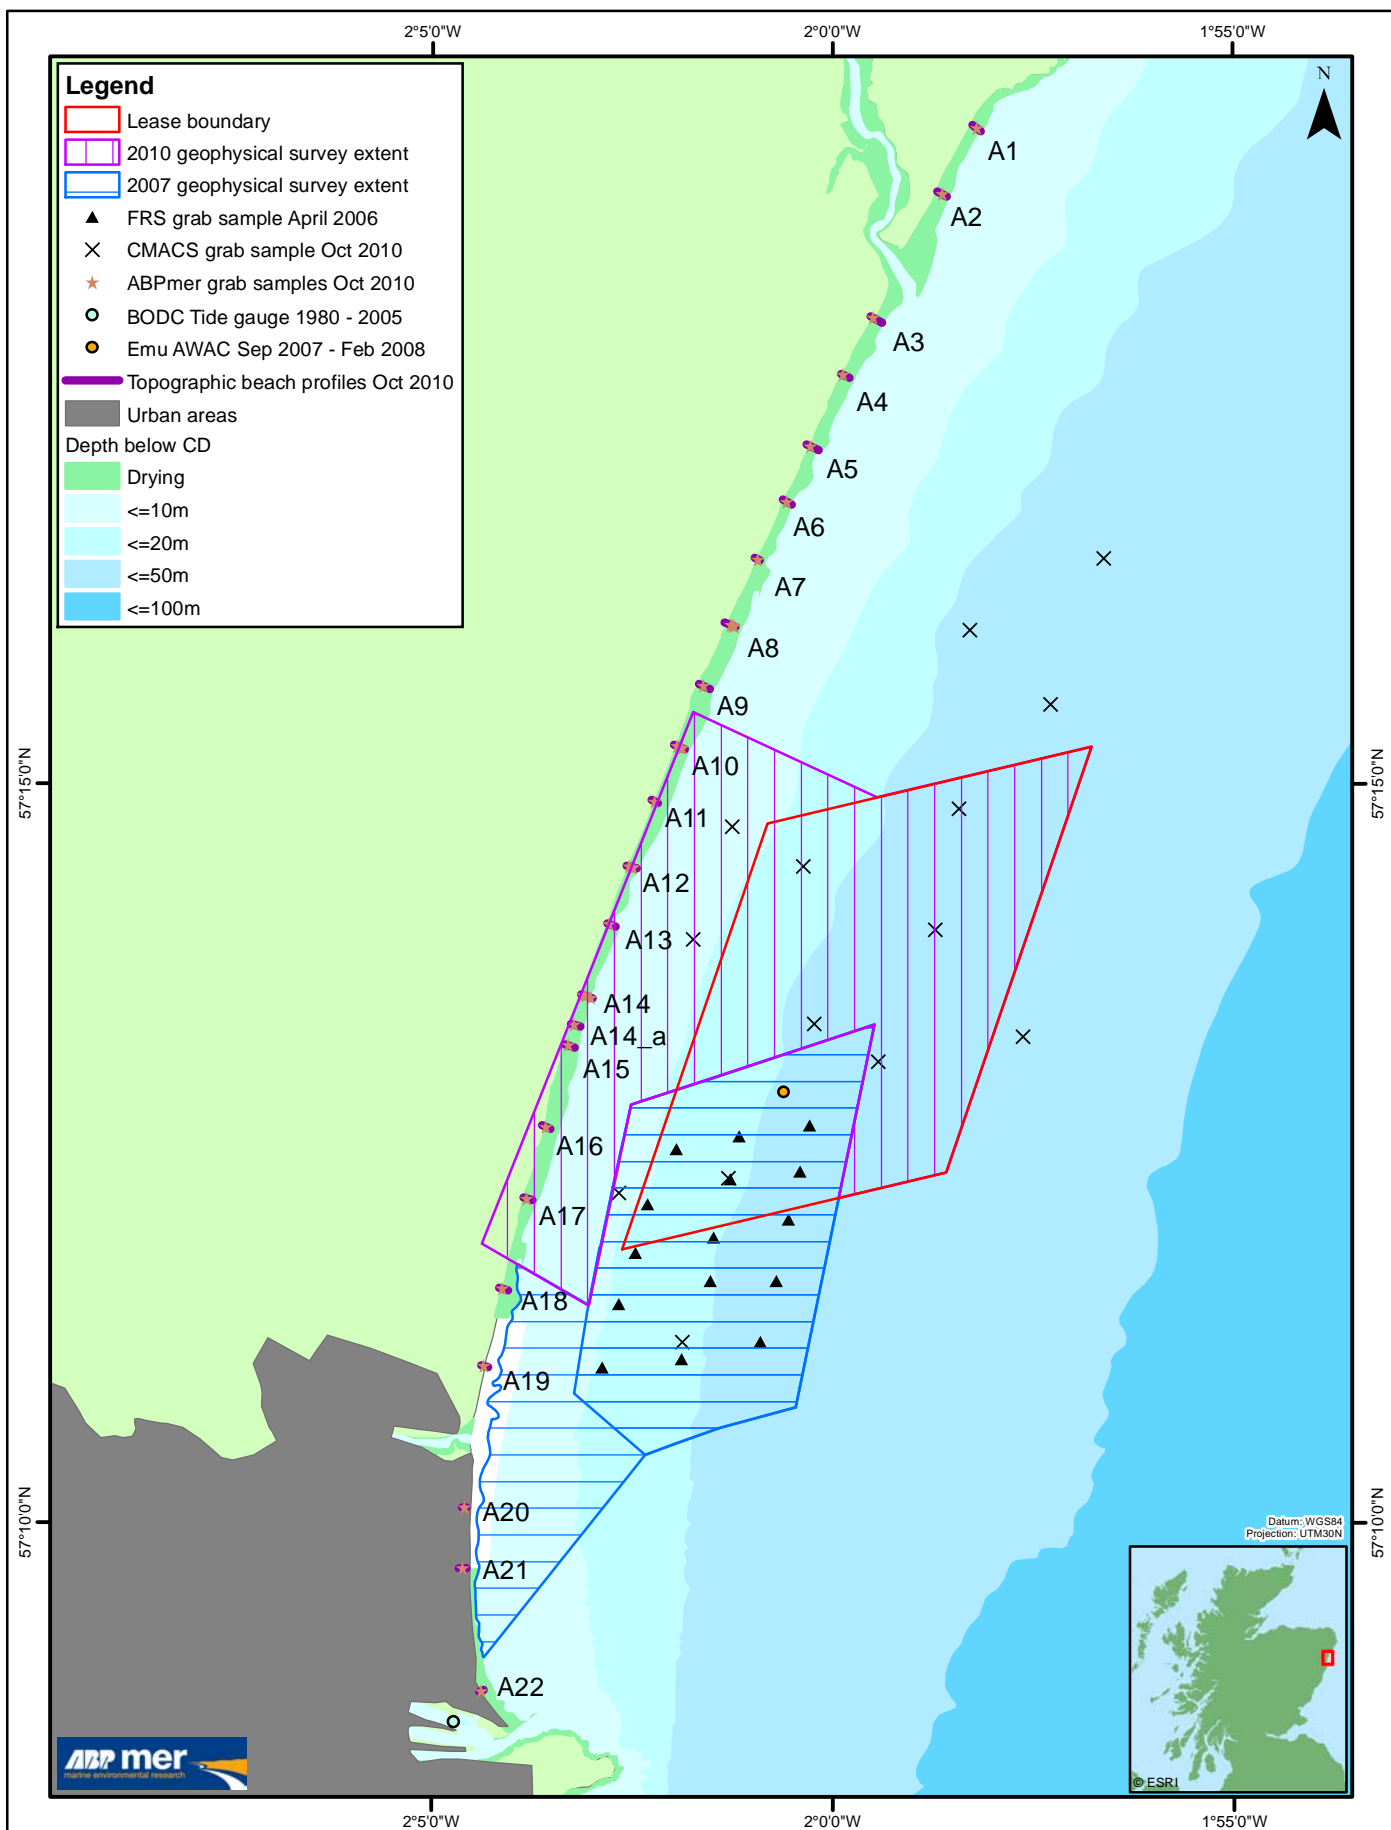 2°5'0"W
2°0'0"W
1°55'0"W
Legend
Lease boundary
2010 geophysical survey extent
2007 geophysical survey extent
FRS grab sample April 2006
CMACS grab sample Oct 2010
ABPmer grab samples Oct 2010
BODC Tide gauge 1980 - 2005
Emu AWAC Sep 2007 - Feb 2008
Topographic beach profiles Oct 2010
Urban areas
Depth below CD
Drying
<=10m
<=20m
<=50m
<=100m
N
A1
A2
A3
A4
A5
A6
A7
A8
A9
A10
A11
A12
A13
A14
A14_a
A15
A16
A17
A18
A19
A20
A21
A22
57°15'0"N
57°15'0"N
57°10'0"N
57°10'0"N
Datum: WGS84
Projection: UTM30N
© ESRI
ABP mer
marine environmental research
2°5'0"W
2°0'0"W
1°55'0"W